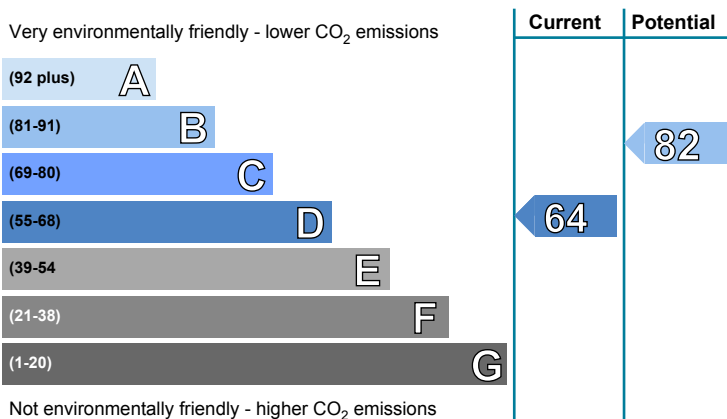 Very environmentally friendly - lower CO2 emissions
Current
Potential
(92 plus) A
(81-91) B
82
(69-80) C
(55-68) D
64
(39-54 E
(21-38) F
(1-20) G
Not environmentally friendly - higher CO2 emissions